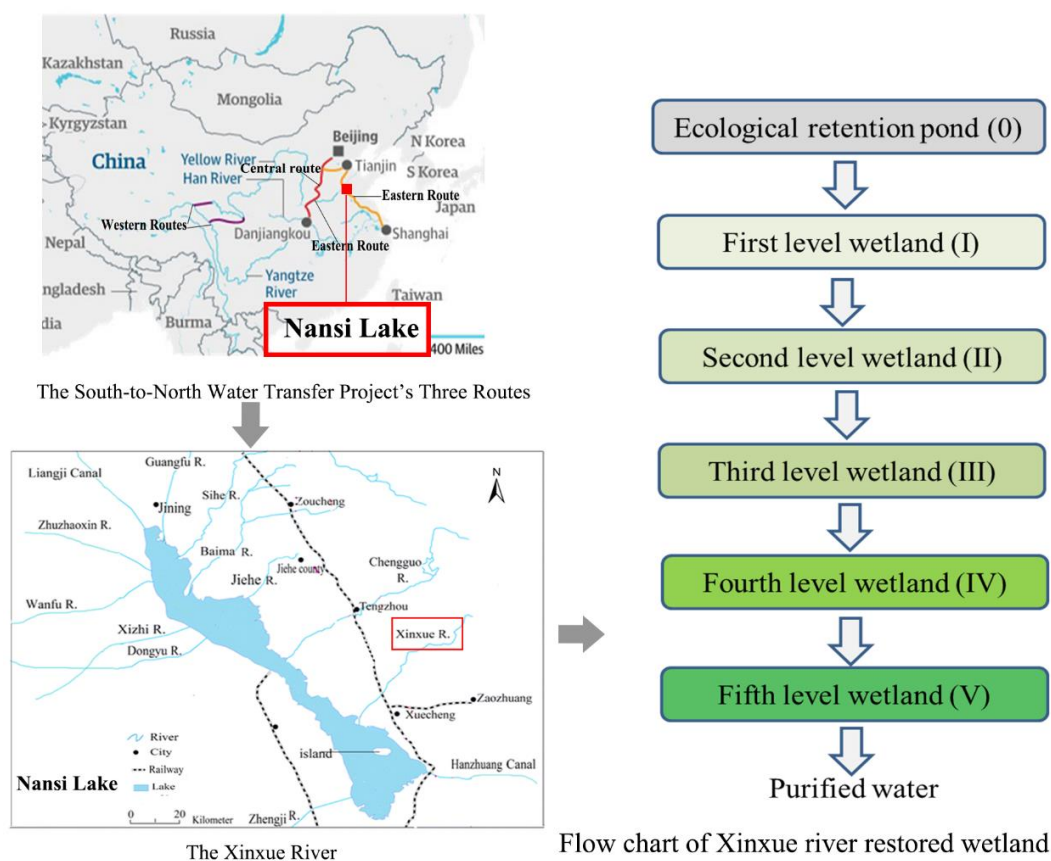 Russia
Kazakhstan
Mongolia
Kyrgyzstan
Beijing
N Korea
China
Yellow River
Tianjin
Central route
S Korea
Han River
Eastern Route
Japan
Western Routes
Danjiangkou
Eastern Route
Shanghai
Nepal
Yangtze
River
ngladesh
Taiwan
dia
Burma
Nansi Lake
400 Miles
The South-to-North Water Transfer Project's Three Routes
Guangfu R.
Liangji Canal
N
Sihe R.
Jining
Zoucheng
Zhuzhaoxin R.
Baima R.
Jiehe county
Chengguo
R.
Jiehe R.
Wanfu R.
Tengzhou
Xizhi R.
Xinxue R.
Dongyu R.
Zaozhuang
Xuecheng
River
City
island
Railway
Hanzhuang Canal
Nansi Lake
Lake
0 20
Kilometer
Zhengji R.
The Xinxue River
Ecological retention pond (0)
First level wetland (I)
Second level wetland (II)
Third level wetland (III)
Fourth level wetland (IV)
Fifth level wetland (V)
Purified water
Flow chart of Xinxue river restored wetland